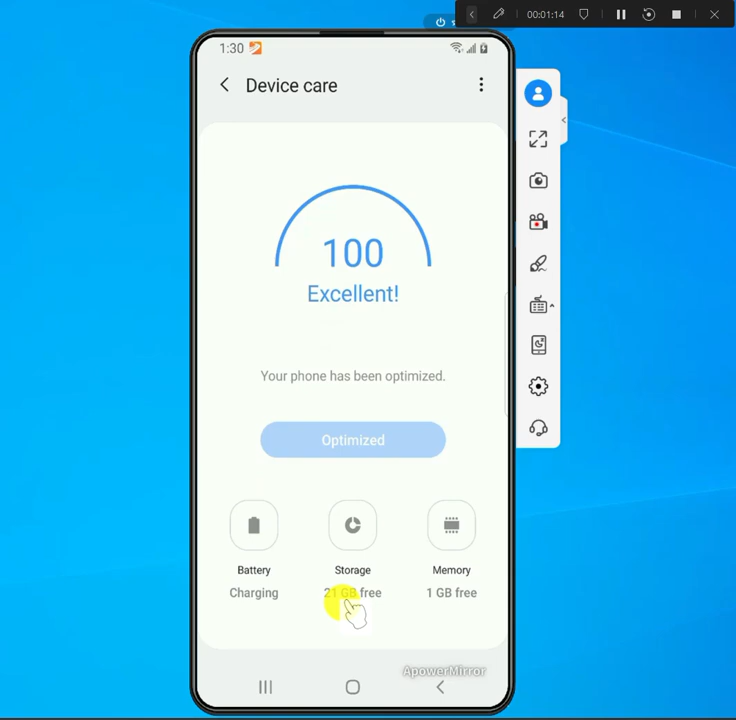 00:01:14
1:30
Device care
100
Excellent!
Your phone has been optimized.
Optimized
Battery Storage Memory
Charging 21 GB free 1 GB free
ApowerMirror